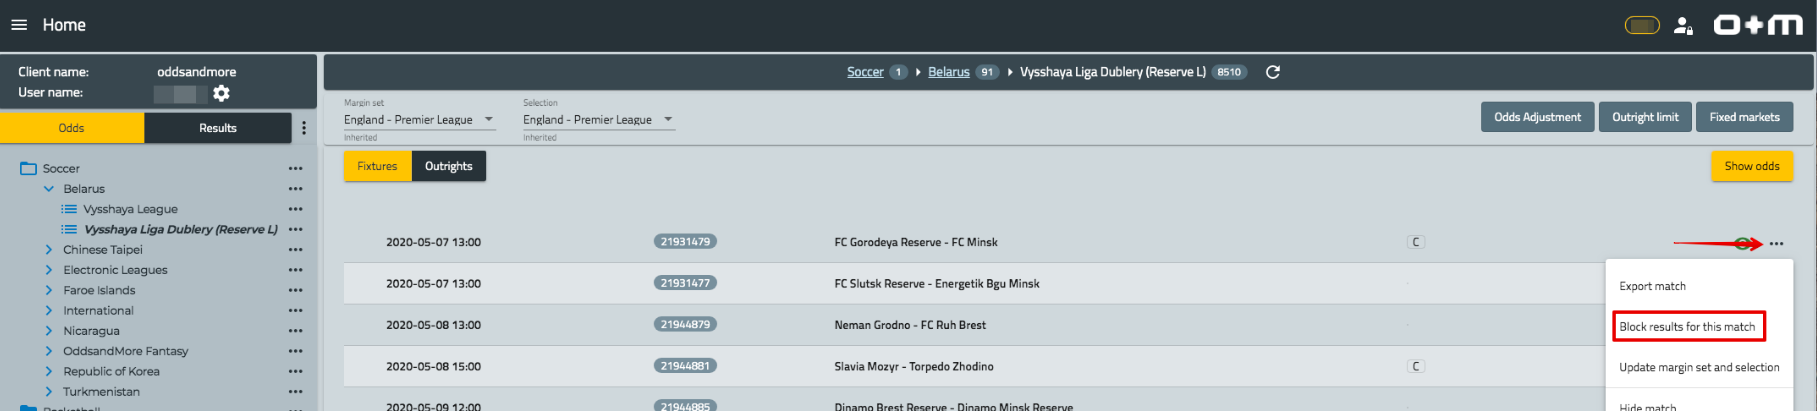 Home
o+m
Client name: oddsandmore
User name:
Odds
Results
Soccer
Belarus
Vysshaya League
Vysshaya Liga Dublery (Reserve L)
Chinese Taipei
Electronic Leagues
Faroe Islands
International
Nicaragua
OddsandMore Fantasy
Republic of Korea
Turkmenistan
Basketball
Soccer 1 Belarus 91 Vysshaya Liga Dublery (Reserve L) 8510
Margin set
England - Premier League
Inherited
Selection
England - Premier League
Inherited
Odds Adjustment
Outright limit
Fixed markets
Fixtures
Outrights
Show odds
2020-05-07 13:00 21931479 FC Gorodeya Reserve - FC Minsk C
2020-05-07 13:00 21931477 FC Slutsk Reserve - Energetik Bgu Minsk
2020-05-08 13:00 21944879 Neman Grodno - FC Ruh Brest
2020-05-08 15:00 21944881 Slavia Mozyr - Torpedo Zhodino C
2020-05-09 12:00 21944885 Dinamo Brest Reserve - Dinamo Minsk Reserve
Export match
Block results for this match
Update margin set and selection
Hide match